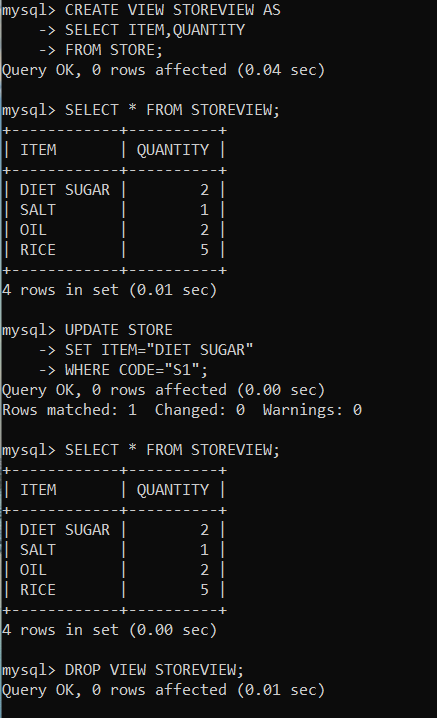 mysql> CREATE VIEW STOREVIEW AS
    -> SELECT ITEM,QUANTITY
    -> FROM STORE;
Query OK, 0 rows affected (0.04 sec)

mysql> SELECT * FROM STOREVIEW;
+------------+----------+
| ITEM       | QUANTITY |
+------------+----------+
| DIET SUGAR |        2 |
| SALT       |        1 |
| OIL        |        2 |
| RICE       |        5 |
+------------+----------+
4 rows in set (0.01 sec)

mysql> UPDATE STORE
    -> SET ITEM="DIET SUGAR"
    -> WHERE CODE="S1";
Query OK, 0 rows affected (0.00 sec)
Rows matched: 1  Changed: 0  Warnings: 0

mysql> SELECT * FROM STOREVIEW;
+------------+----------+
| ITEM       | QUANTITY |
+------------+----------+
| DIET SUGAR |        2 |
| SALT       |        1 |
| OIL        |        2 |
| RICE       |        5 |
+------------+----------+
4 rows in set (0.00 sec)

mysql> DROP VIEW STOREVIEW;
Query OK, 0 rows affected (0.01 sec)